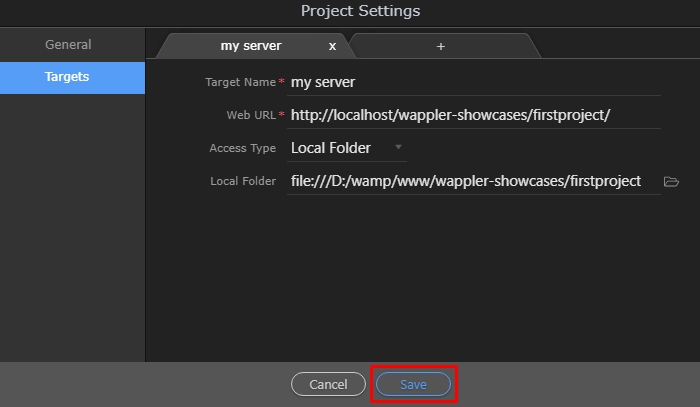 Project Settings
General
Targets
my server x +
Target Name* my server
Web URL* http://localhost/wappler-showcases/firstproject/
Access Type Local Folder
Local Folder file:///D:/wamp/www/wappler-showcases/firstproject
Cancel Save